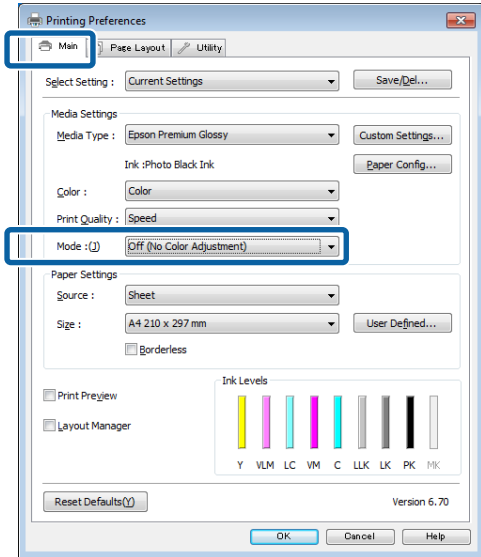 Printing Preferences
Main Page Layout Utility
Select Setting : Current Settings Save/Del...
Media Settings
Media Type : Epson Premium Glossy Custom Settings...
Ink :Photo Black Ink Paper Config...
Color : Color
Print Quality : Speed
Mode :(J) Off (No Color Adjustment)
Paper Settings
Source : Sheet
Size : A4 210 x 297 mm User Defined...
Borderless
Ink Levels
Print Preview
Layout Manager
Y VLM LC VM C LLK LK PK MK
Reset Defaults(Y) Version 6.70
OK Cancel Help